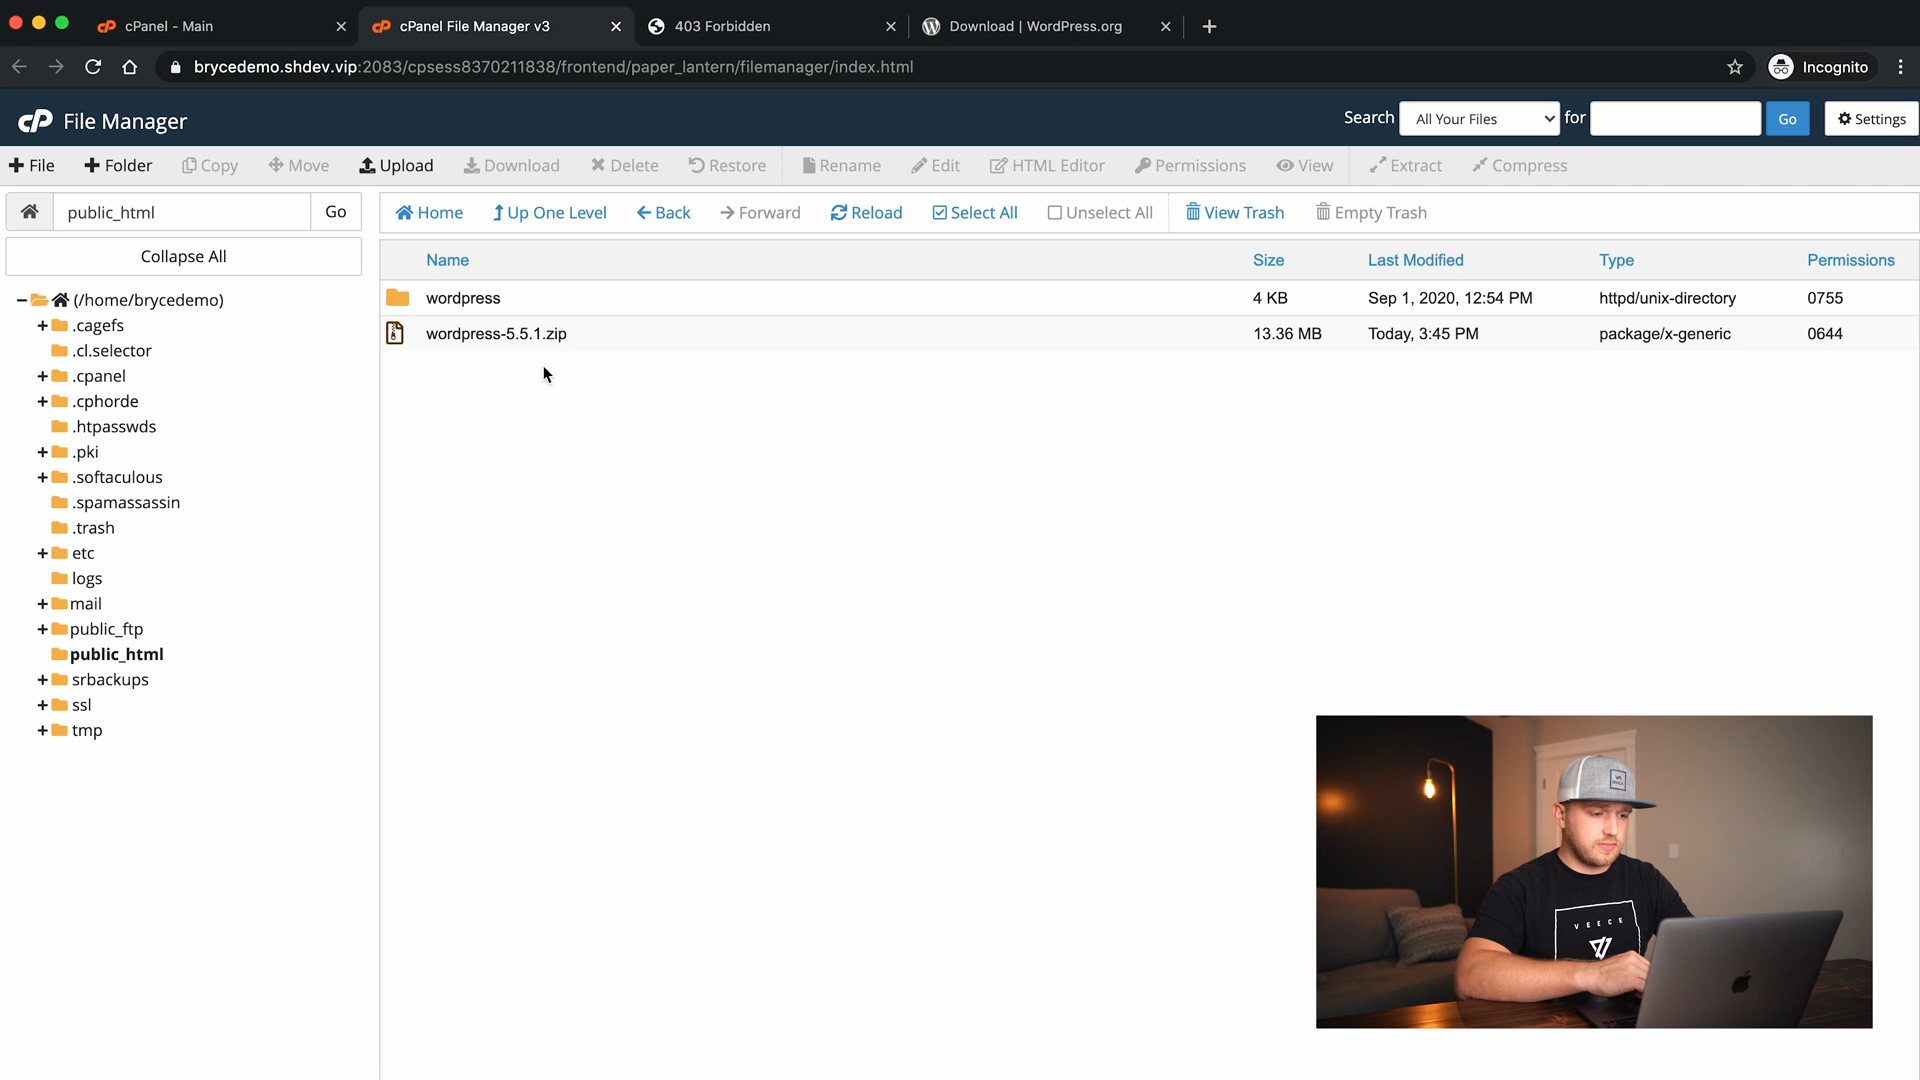 cPanel - Main
cPanel File Manager v3
403 Forbidden
Download | WordPress.org
brycedemo.shdev.vip:2083/cpsess8370211838/frontend/paper_lantern/filemanager/index.html
Incognito
cP File Manager
Search
All Your Files
for
Go
Settings
File
Folder
Copy
Move
Upload
Download
Delete
Restore
Rename
Edit
HTML Editor
Permissions
View
Extract
Compress
public_html
Go
Home
Up One Level
Back
Forward
Reload
Select All
Unselect All
View Trash
Empty Trash
Collapse All
Name Size Last Modified Type Permissions
wordpress 4 KB Sep 1, 2020, 12:54 PM httpd/unix-directory 0755
wordpress-5.5.1.zip 13.36 MB Today, 3:45 PM package/x-generic 0644
(/home/brycedemo)
.cagefs
.cl.selector
.cpanel
.cphorde
.htpasswds
.pki
.softaculous
.spamassassin
.trash
etc
logs
mail
public_ftp
public_html
srbackups
ssl
tmp
VEECE